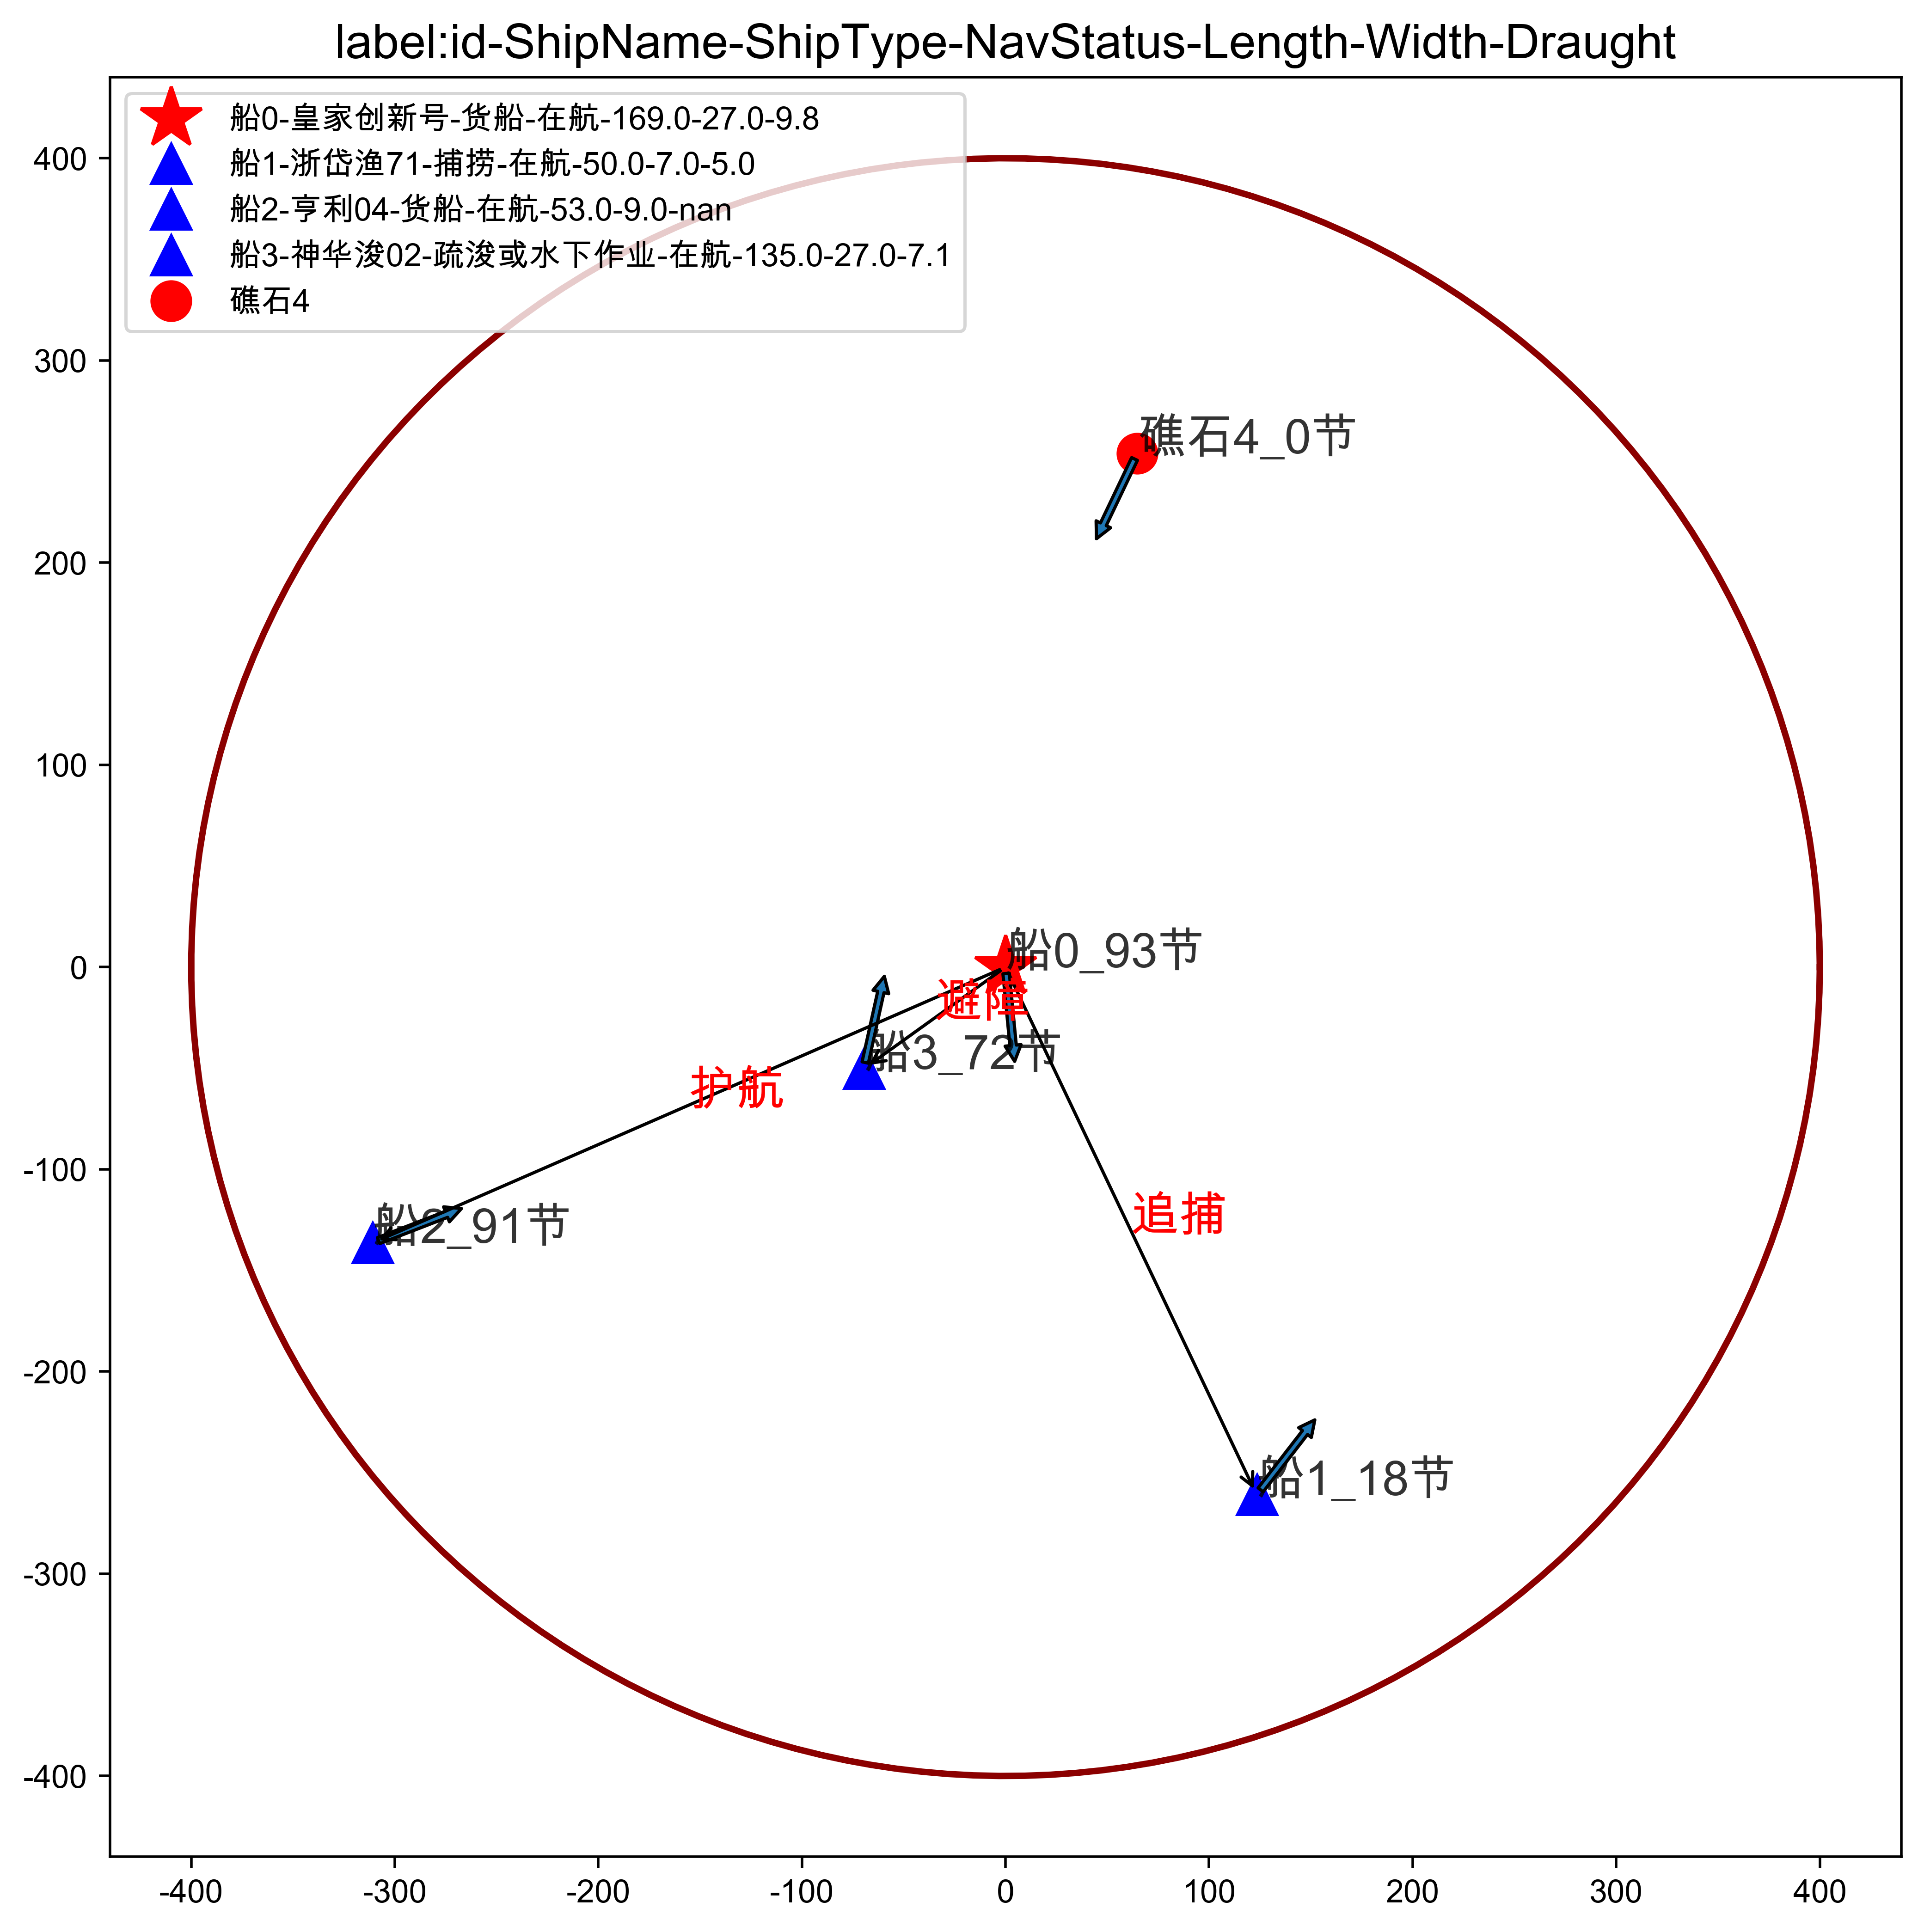 label:id-ShipName-ShipType-NavStatus-Length-Width-Draught
船0-皇家创新号-货船-在航-169.0-27.0-9.8
船1-浙岱渔71-捕捞-在航-50.0-7.0-5.0
船2-亨利04-货船-在航-53.0-9.0-nan
船3-神华浚02-疏浚或水下作业-在航-135.0-27.0-7.1
礁石4
400
300
200
100
0
-100
-200
-300
-400
礁石4_0节
船0_93节
避障
船3_72节
护航
船2_91节
追捕
船1_18节
-400
-300
-200
-100
0
100
200
300
400